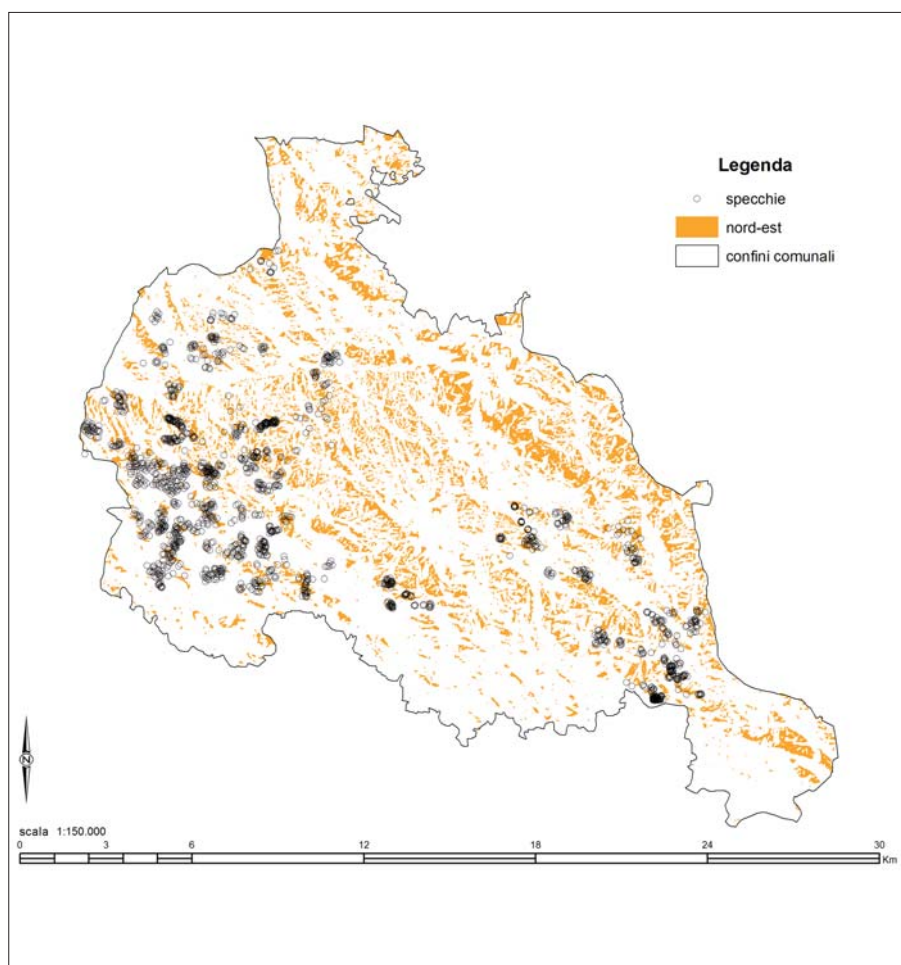 Legenda
specchie
nord-est
confini comunali
N
scala 1:150.000
0 3 6 12 18 24 30
Km